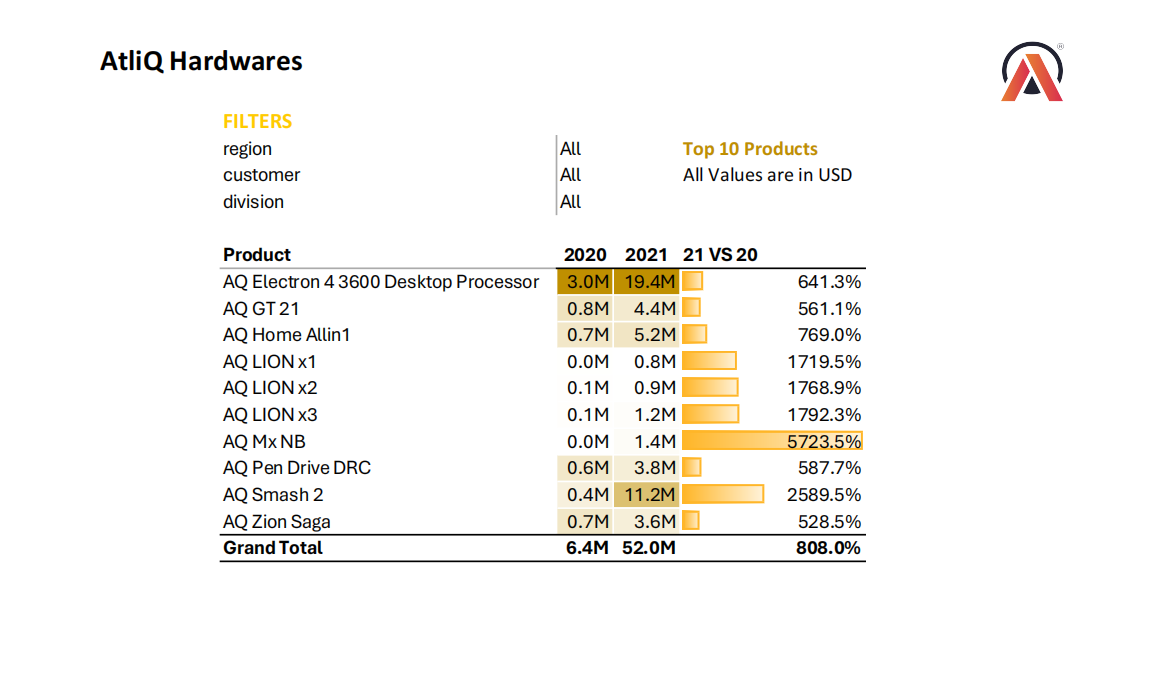 AtliQ Hardwares
FILTERS
region All Top 10 Products
customer All All Values are in USD
division All
Product 2020 2021 21 VS 20
AQ Electron 4 3600 Desktop Processor 3.0M 19.4M 641.3%
AQ GT 21 0.8M 4.4M 561.1%
AQ Home Allin1 0.7M 5.2M 769.0%
AQ LION x1 0.0M 0.8M 1719.5%
AQ LION x2 0.1M 0.9M 1768.9%
AQ LION x3 0.1M 1.2M 1792.3%
AQ Mx NB 0.0M 1.4M 5723.5%
AQ Pen Drive DRC 0.6M 3.8M 587.7%
AQ Smash 2 0.4M 11.2M 2589.5%
AQ Zion Saga 0.7M 3.6M 528.5%
Grand Total 6.4M 52.0M 808.0%